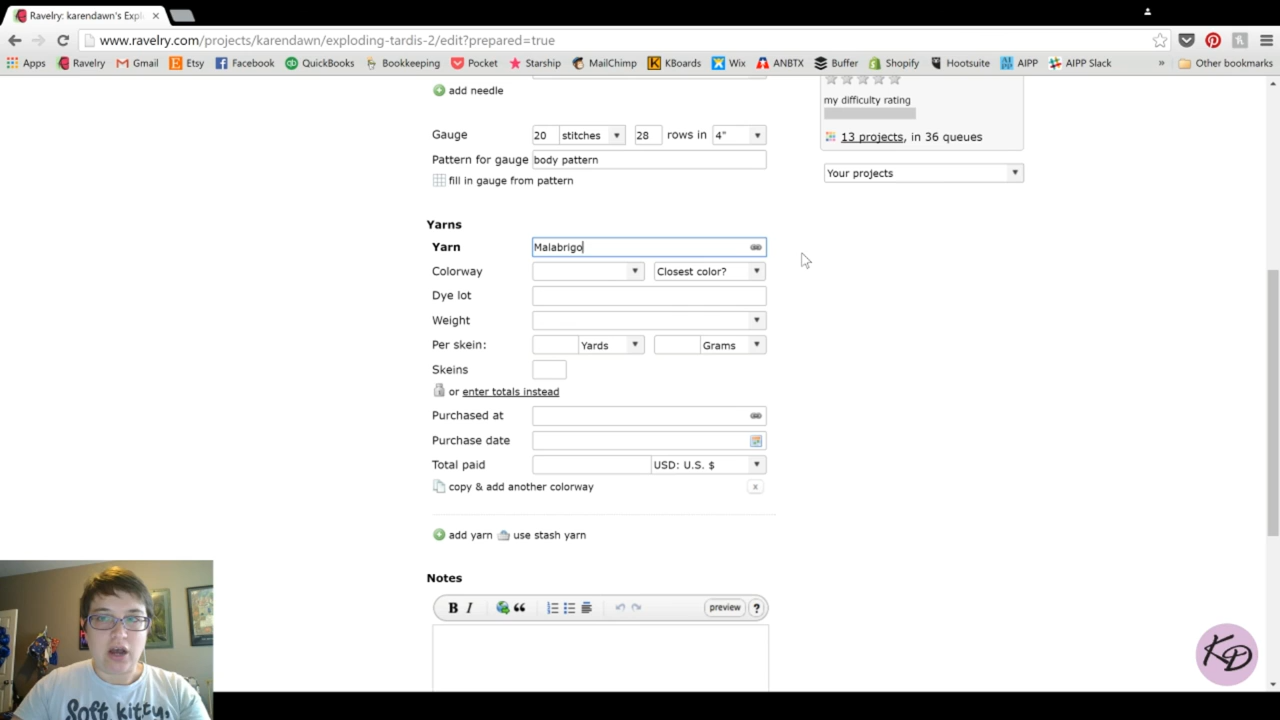 Ravelry: karendawn's Expl
www.ravelry.com/projects/karendawn/exploding-tardis-2/edit?prepared=true
Apps Ravelry Gmail Etsy Facebook QuickBooks Bookkeeping Pocket Starship MailChimp KBoards Wix ANBTX Buffer Shopify Hootsuite AIPP AIPP Slack » Other bookmarks
add needle
my difficulty rating
Gauge 20 stitches 28 rows in 4"
13 projects, in 36 queues
Pattern for gauge body pattern
Your projects
fill in gauge from pattern
Yarns
Yarn Malabrigo
Colorway Closest color?
Dye lot
Weight
Per skein: Yards Grams
Skeins
or enter totals instead
Purchased at
Purchase date
Total paid USD: U.S. $
copy & add another colorway x
add yarn use stash yarn
Notes
B I preview ?
Soft kitty,
KD